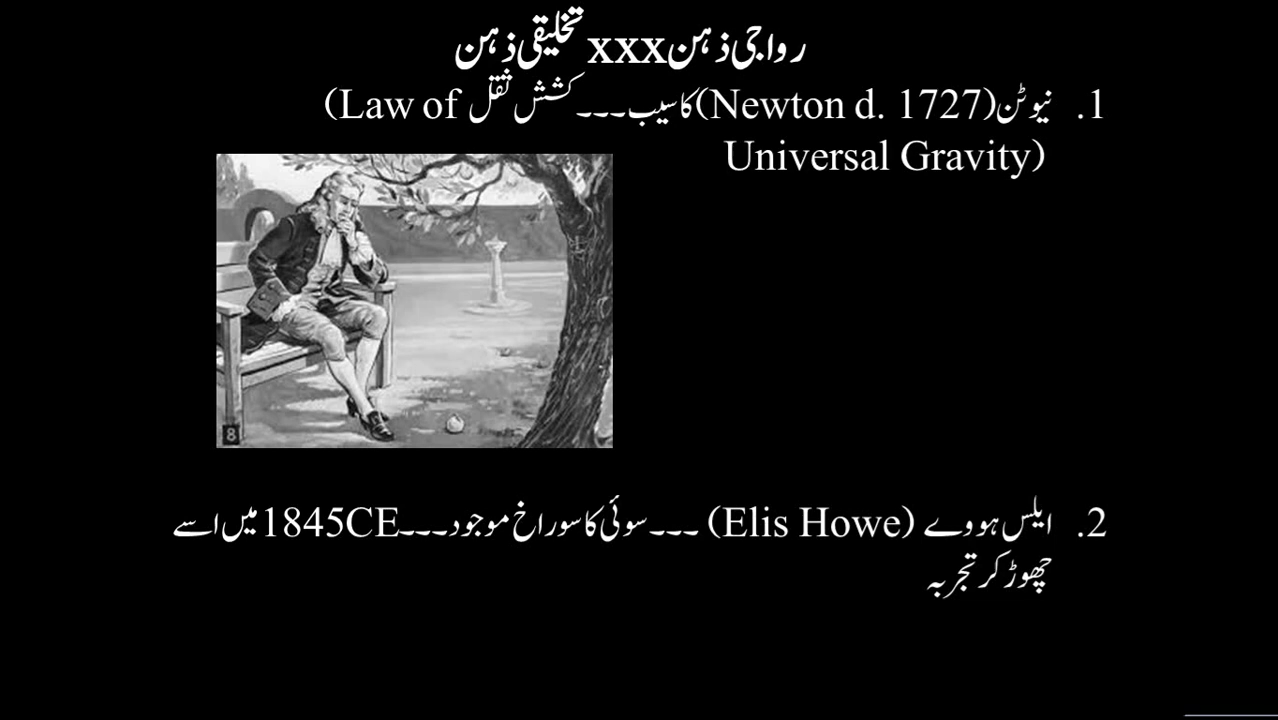 رواجی ذہن xxx تخلیقی ذہن
1. نیوٹن (Newton d. 1727) کا سیب۔۔۔ کشش ثقل (Law of
Universal Gravity)
8
2. ایلس ہووے (Elis Howe) ۔۔۔ سوئی کا سوراخ موجود۔۔۔ 1845CE میں اسے
چھوڑ کر تجربہ